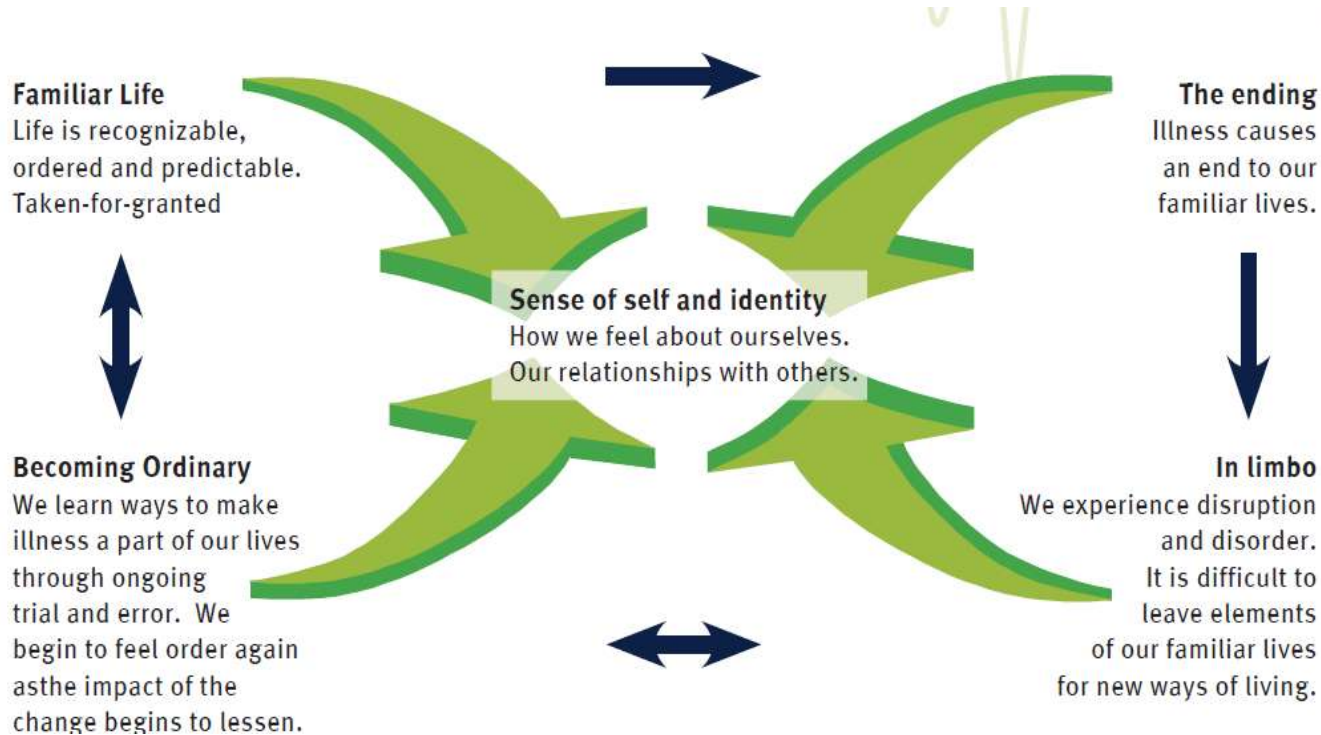 Familiar Life
Life is recognizable,
ordered and predictable.
Taken-for-granted
The ending
Illness causes
an end to our
familiar lives.
Sense of self and identity
How we feel about ourselves.
Our relationships with others.
Becoming Ordinary
We learn ways to make
illness a part of our lives
through ongoing
trial and error.  We
begin to feel order again
asthe impact of the
change begins to lessen.
In limbo
We experience disruption
and disorder.
It is difficult to
leave elements
of our familiar lives
for new ways of living.